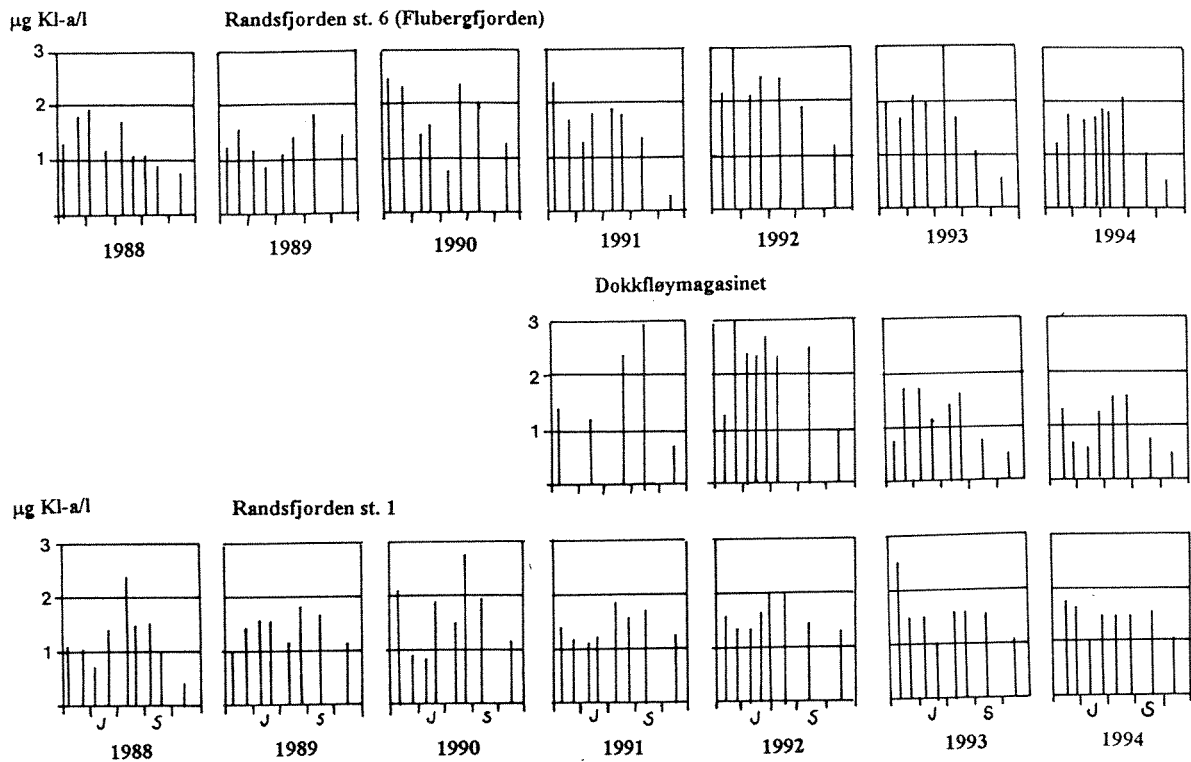 µg Kl-a/l Randsfjorden st. 6 (Flubergfjorden)
3
2
1
1988 1989 1990 1991 1992 1993 1994
Dokkfløymagasinet
3
2
1
µg Kl-a/l Randsfjorden st. 1
3
2
1
J S J S J S J S J S J S J S
1988 1989 1990 1991 1992 1993 1994